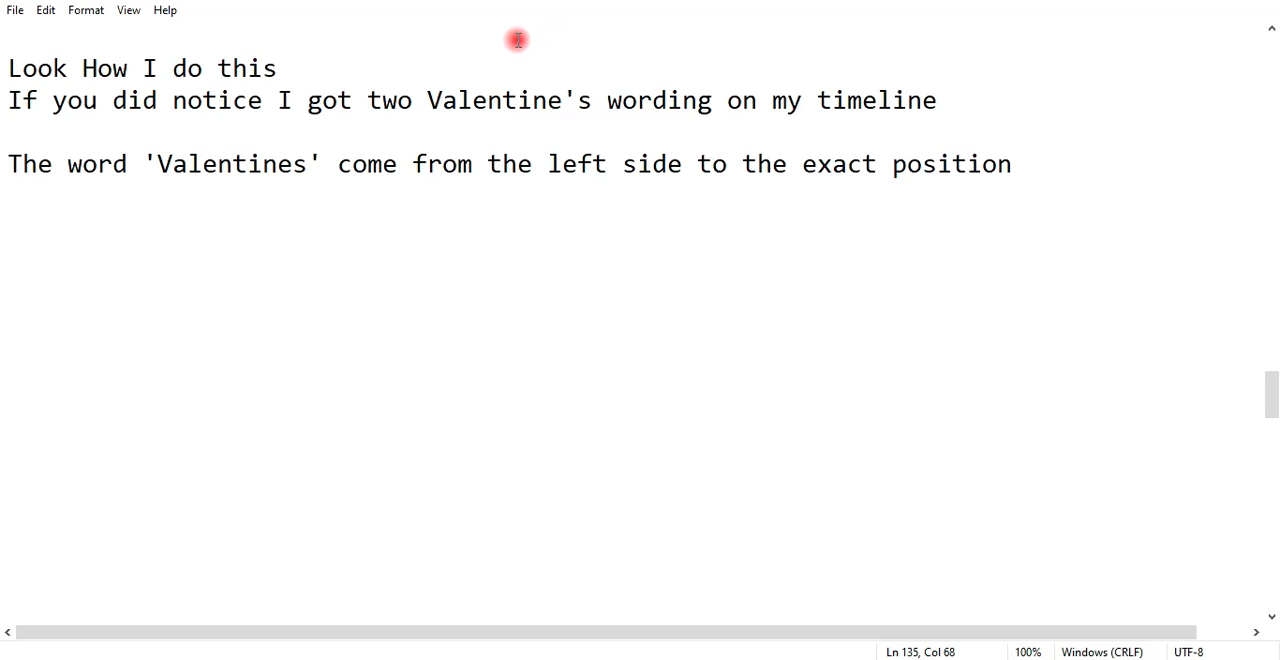 File Edit Format View Help
Look How I do this
If you did notice I got two Valentine's wording on my timeline
The word 'Valentines' come from the left side to the exact position
Ln 135, Col 68 100% Windows (CRLF) UTF-8